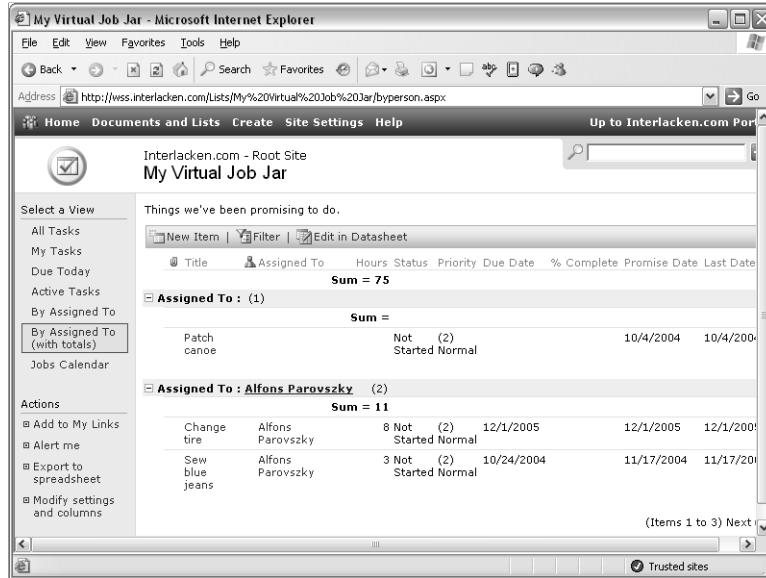 My Virtual Job Jar - Microsoft Internet Explorer
File Edit View Favorites Tools Help
Back Search Favorites
Address http://wss.interlacken.com/Lists/My%20Virtual%20Job%20Jar/byperson.aspx Go
Home Documents and Lists Create Site Settings Help Up to Interlacken.com Por
Interlacken.com - Root Site
My Virtual Job Jar
Select a View
All Tasks
My Tasks
Due Today
Active Tasks
By Assigned To
By Assigned To
(with totals)
Jobs Calendar
Actions
Add to My Links
Alert me
Export to
spreadsheet
Modify settings
and columns
Things we've been promising to do.
New Item | Filter | Edit in Datasheet
Title Assigned To Hours Status Priority Due Date % Complete Promise Date Last Date
Sum = 75
Assigned To : (1)
Sum =
Patch Not (2) 10/4/2004 10/4/200
canoe Started Normal
Assigned To : Alfons Parovszky (2)
Sum = 11
Change Alfons 8 Not (2) 12/1/2005 12/1/2005 12/1/200
tire Parovszky Started Normal
Sew Alfons 3 Not (2) 10/24/2004 11/17/2004 11/17/20
blue Parovszky Started Normal
jeans
(Items 1 to 3) Next
Trusted sites